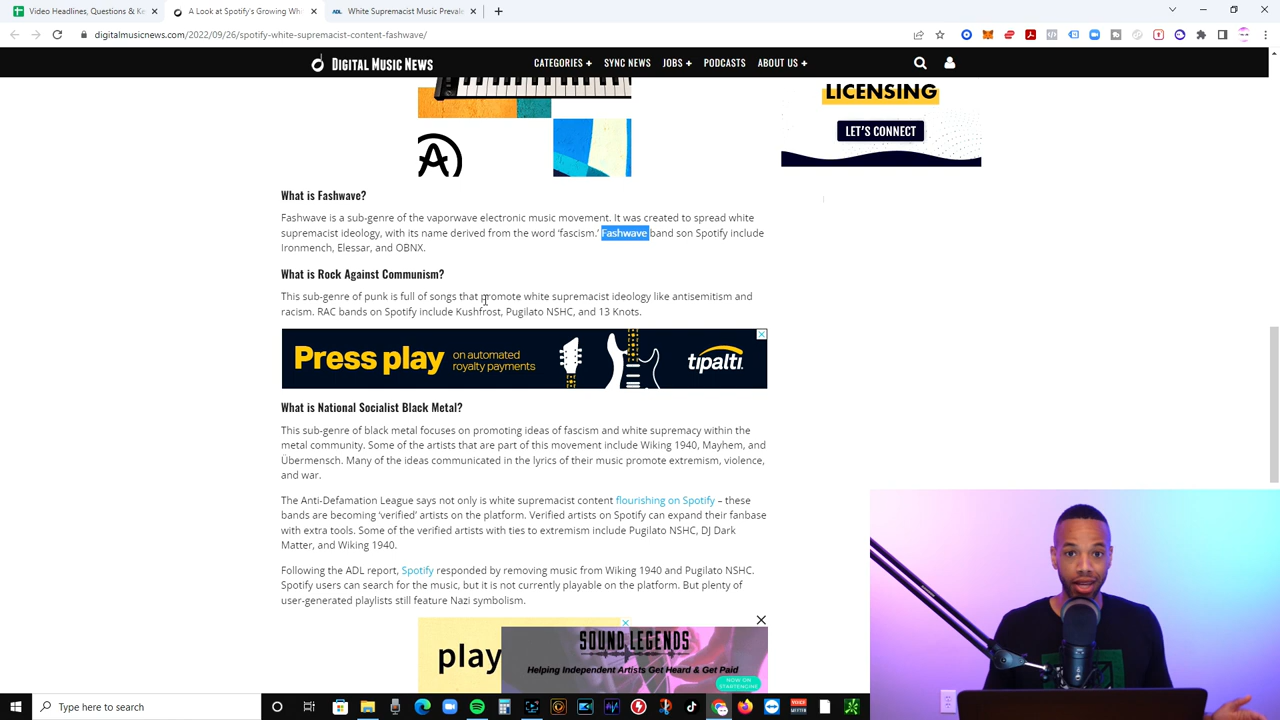 Video Headlines, Questions & Ke
A Look at Spotify's Growing Wh
ADL
White Supremacist Music Prevale
digitalmusicnews.com/2022/09/26/spotify-white-supremacist-content-fashwave/
DIGITAL MUSIC NEWS
CATEGORIES +
SYNC NEWS
JOBS +
PODCASTS
ABOUT US +
LICENSING
LET'S CONNECT
What is Fashwave?
Fashwave is a sub-genre of the vaporwave electronic music movement. It was created to spread white
supremacist ideology, with its name derived from the word 'fascism.' Fashwave band son Spotify include
Ironmench, Elessar, and OBNX.
What is Rock Against Communism?
This sub-genre of punk is full of songs that promote white supremacist ideology like antisemitism and
racism. RAC bands on Spotify include Kushfrost, Pugilato NSHC, and 13 Knots.
Press play
on automated
royalty payments
tipalti.
What is National Socialist Black Metal?
This sub-genre of black metal focuses on promoting ideas of fascism and white supremacy within the
metal community. Some of the artists that are part of this movement include Wiking 1940, Mayhem, and
Übermensch. Many of the ideas communicated in the lyrics of their music promote extremism, violence,
and war.
The Anti-Defamation League says not only is white supremacist content flourishing on Spotify – these
bands are becoming 'verified' artists on the platform. Verified artists on Spotify can expand their fanbase
with extra tools. Some of the verified artists with ties to extremism include Pugilato NSHC, DJ Dark
Matter, and Wiking 1940.
Following the ADL report, Spotify responded by removing music from Wiking 1940 and Pugilato NSHC.
Spotify users can search for the music, but it is not currently playable on the platform. But plenty of
user-generated playlists still feature Nazi symbolism.
play
SOUND LEGENDS
Helping Independent Artists Get Heard & Get Paid
NOW ON
STARTENGINE
Type here to search